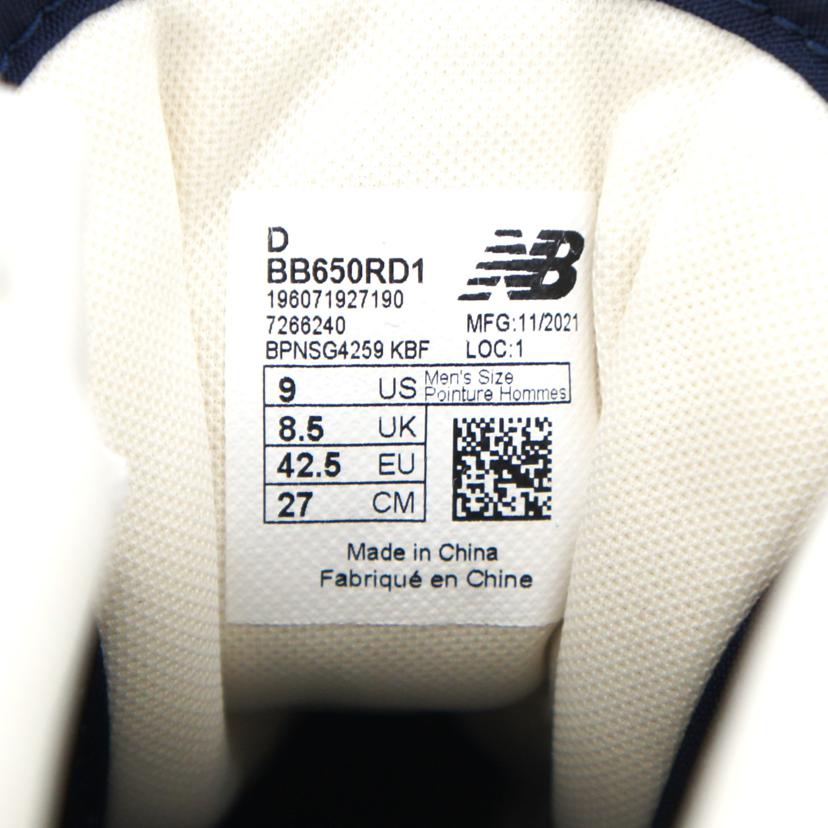 D
BB650RD1
NB
196071927190
7266240 MFG:11/2021
BPNSG4259 KBF LOC:1
9 US Men's Size
Pointure Hommes
8.5 UK
42.5 EU
27 CM
Made in China
Fabriqué en Chine